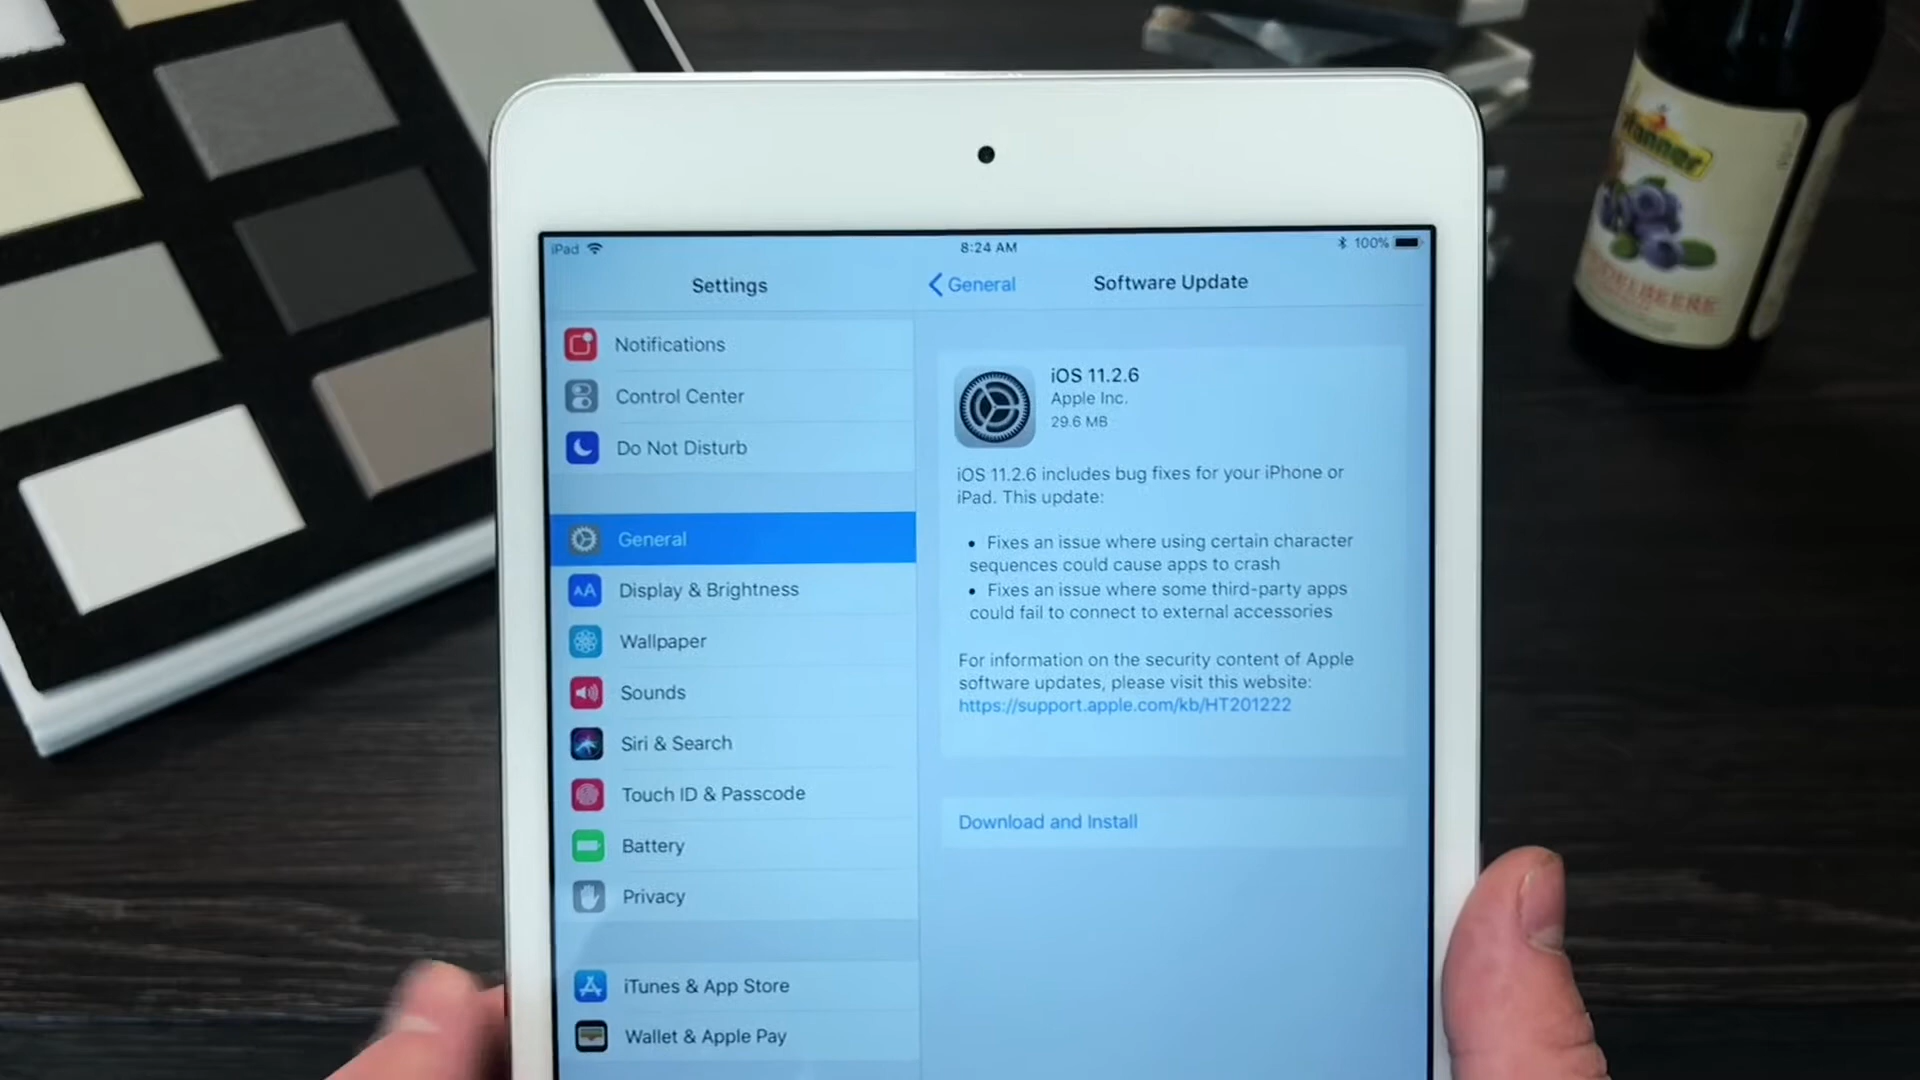 iPad
8:24 AM
100%
Settings
General
Software Update
Notifications
Control Center
Do Not Disturb
General
Display & Brightness
Wallpaper
Sounds
Siri & Search
Touch ID & Passcode
Battery
Privacy
iTunes & App Store
Wallet & Apple Pay
iOS 11.2.6
Apple Inc.
29.6 MB
iOS 11.2.6 includes bug fixes for your iPhone or
iPad. This update:
• Fixes an issue where using certain character
sequences could cause apps to crash
• Fixes an issue where some third-party apps
could fail to connect to external accessories
For information on the security content of Apple
software updates, please visit this website:
https://support.apple.com/kb/HT201222
Download and Install